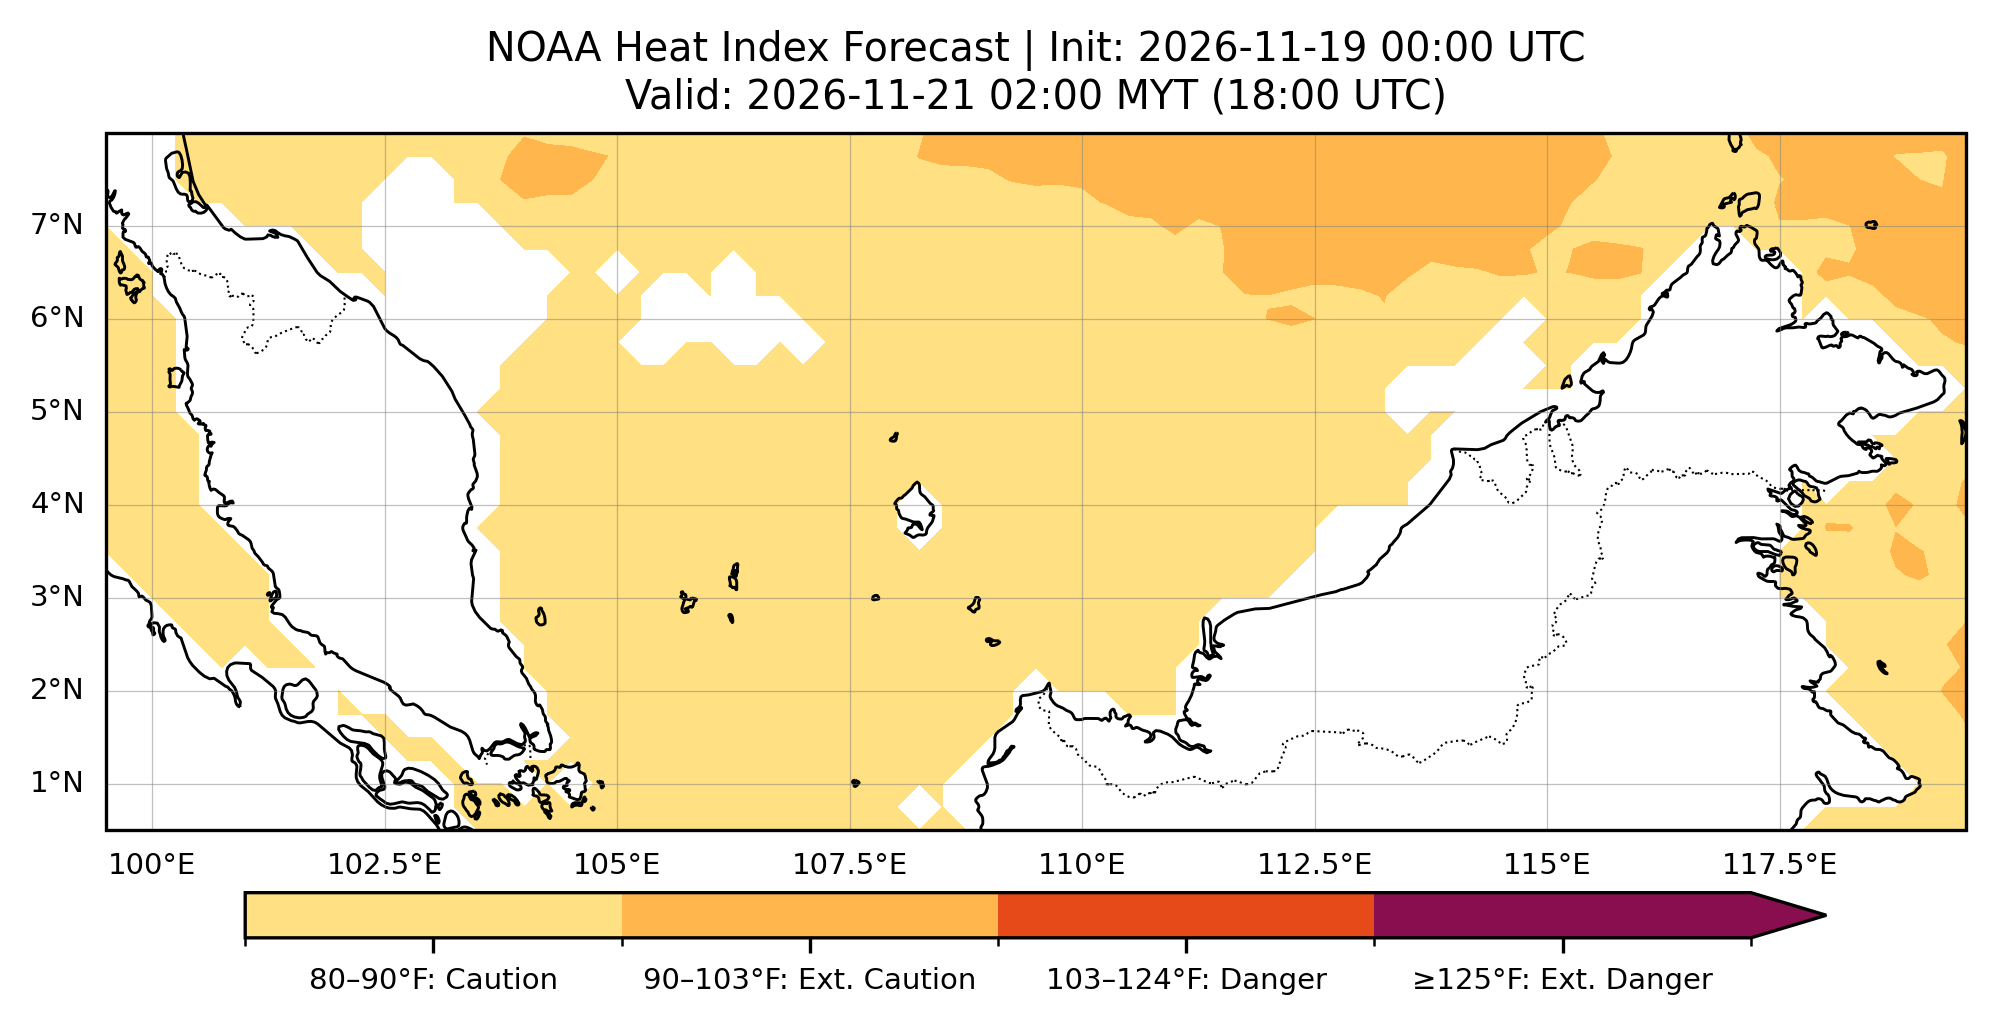 NOAA Heat Index Forecast | Init: 2026-11-19 00:00 UTC
Valid: 2026-11-21 02:00 MYT (18:00 UTC)
7°N
6°N
5°N
4°N
3°N
2°N
1°N
100°E 102.5°E 105°E 107.5°E 110°E 112.5°E 115°E 117.5°E
80–90°F: Caution 90–103°F: Ext. Caution 103–124°F: Danger ≥125°F: Ext. Danger